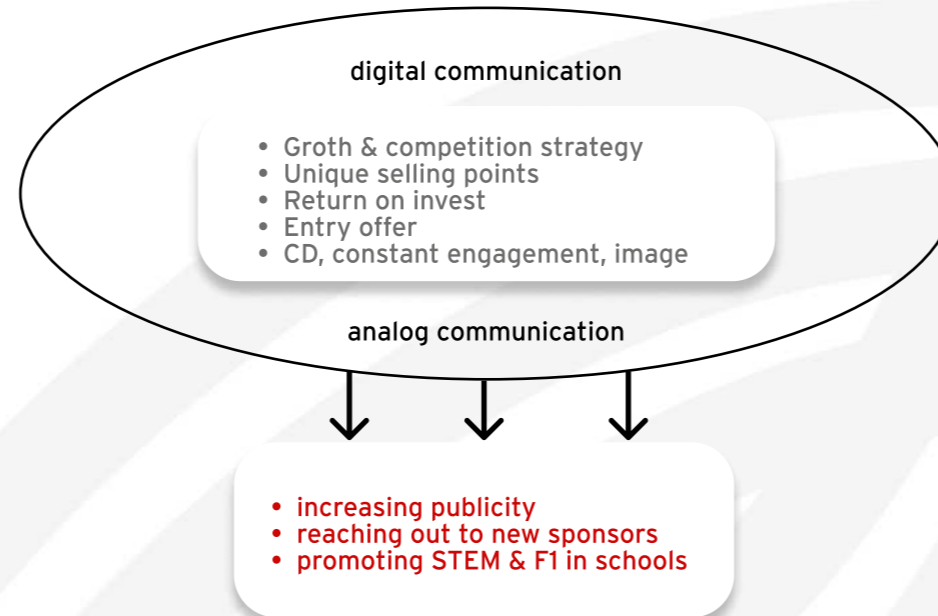 digital communication
• Groth & competition strategy
• Unique selling points
• Return on invest
• Entry offer
• CD, constant engagement, image
analog communication
• increasing publicity
• reaching out to new sponsors
• promoting STEM & F1 in schools